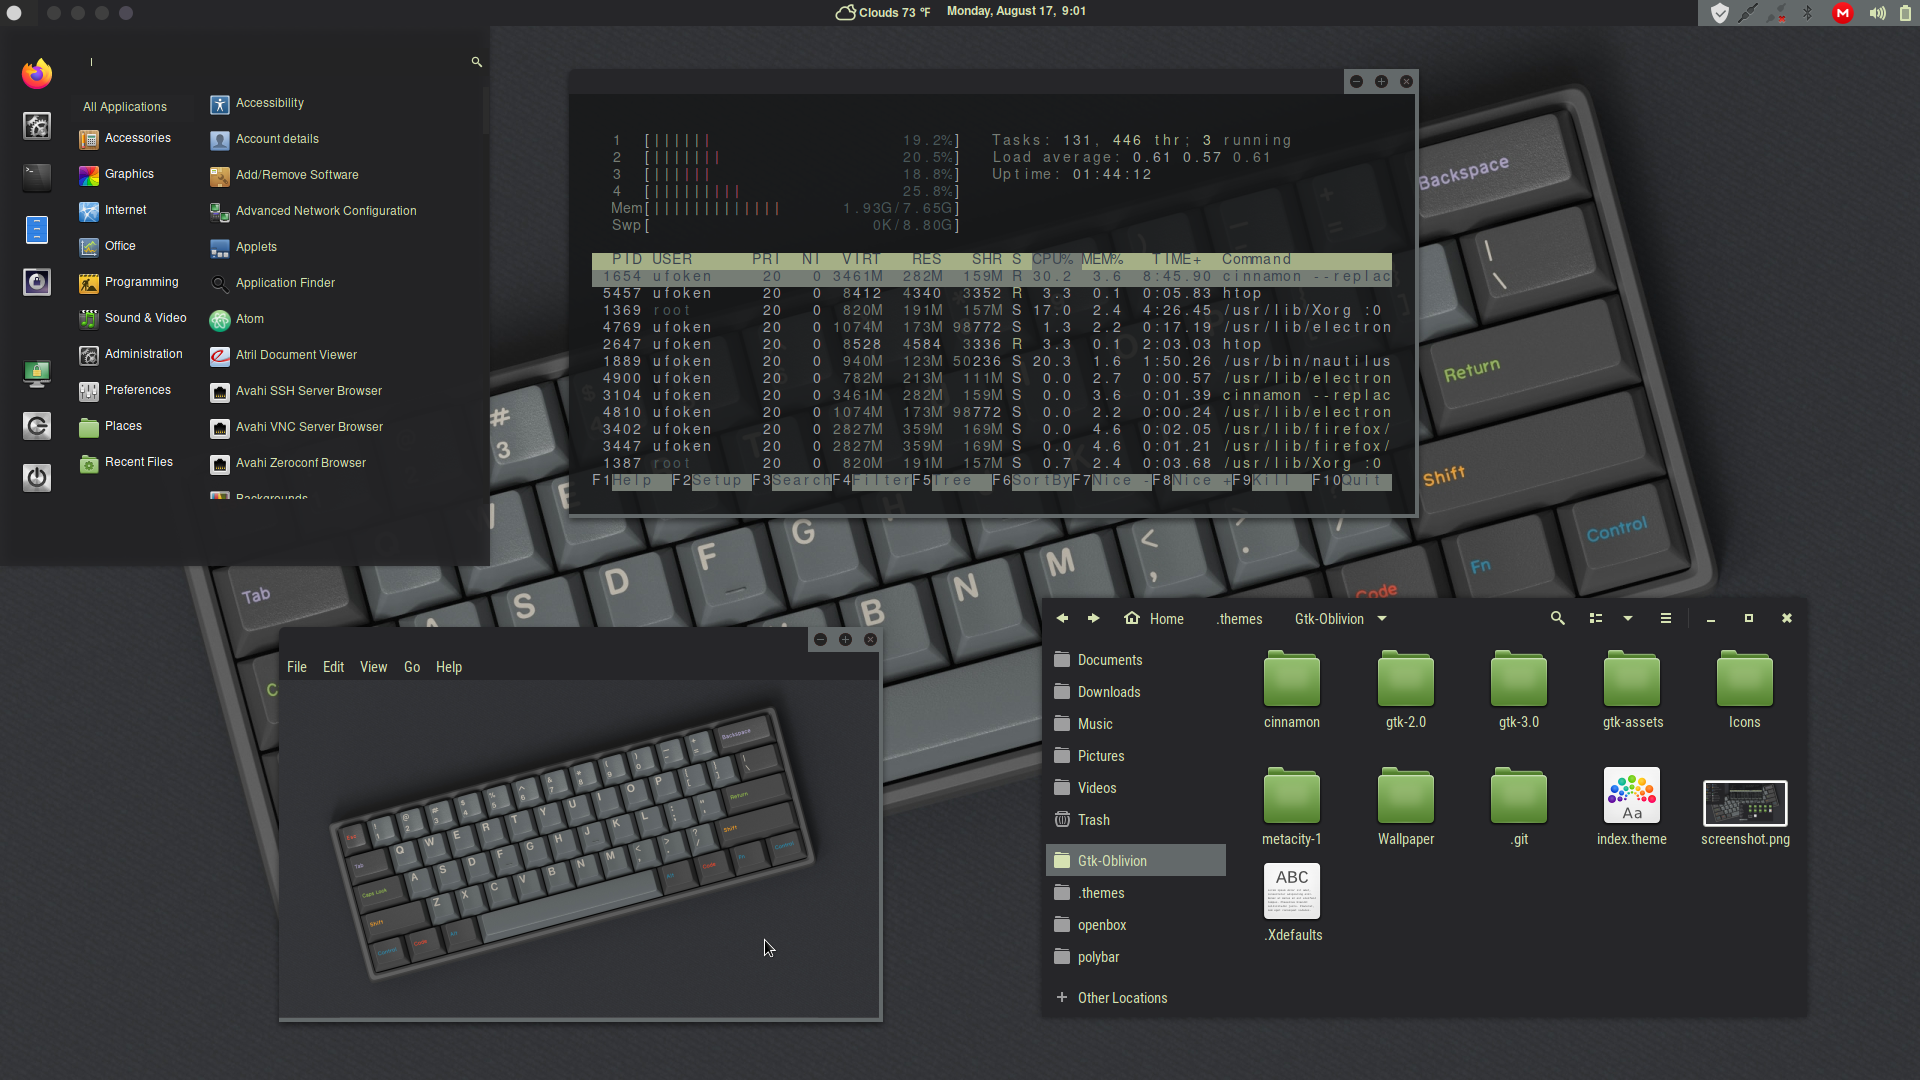 Clouds 73 °F Monday, August 17, 9:01
All Applications
Accessories
Graphics
Internet
Office
Programming
Sound & Video
Administration
Preferences
Places
Recent Files
Accessibility
Account details
Add/Remove Software
Advanced Network Configuration
Applets
Application Finder
Atom
Atril Document Viewer
Avahi SSH Server Browser
Avahi VNC Server Browser
Avahi Zeroconf Browser
Backgrounds
1 [|||||| 19.2%] Tasks: 131, 446 thr; 3 running
2 [||||||| 20.5%] Load average: 0.61 0.57 0.61
3 [|||||| 18.8%] Uptime: 01:44:12
4 [||||||||| 25.8%]
Mem[||||||||||||| 1.93G/7.65G]
Swp[ 0K/8.80G]
PID USER PRI NI VIRT RES SHR S CPU% MEM% TIME+ Command
1654 ufoken 20 0 3461M 282M 159M R 30.2 3.6 8:45.90 cinnamon --replac
5457 ufoken 20 0 8412 4340 3352 R 3.3 0.1 0:05.83 htop
1369 root 20 0 820M 191M 157M S 17.0 2.4 4:26.45 /usr/lib/Xorg :0
4769 ufoken 20 0 1074M 173M 98772 S 1.3 2.2 0:17.19 /usr/lib/electron
2647 ufoken 20 0 8528 4584 3336 R 3.3 0.1 2:03.03 htop
1889 ufoken 20 0 940M 123M 50236 S 20.3 1.6 1:50.26 /usr/bin/nautilus
4900 ufoken 20 0 782M 213M 111M S 0.0 2.7 0:00.57 /usr/lib/electron
3104 ufoken 20 0 3461M 282M 159M S 0.0 3.6 0:01.39 cinnamon --replac
4810 ufoken 20 0 1074M 173M 98772 S 0.0 2.2 0:00.24 /usr/lib/electron
3402 ufoken 20 0 2827M 359M 169M S 0.0 4.6 0:02.05 /usr/lib/firefox/
3447 ufoken 20 0 2827M 359M 169M S 0.0 4.6 0:01.21 /usr/lib/firefox/
1387 root 20 0 820M 191M 157M S 0.7 2.4 0:03.68 /usr/lib/Xorg :0
F1Help F2Setup F3SearchF4FilterF5Tree F6SortByF7Nice -F8Nice +F9Kill F10Quit
Backspace
| \
Return
Shift
Control
Fn
Code
# 3
Tab
E
S D F G
B N M < , > .
File Edit View Go Help
Backspace
Return
Shift
Q W E R T Y U I O P
A S D F G H J K L
Z X C V B N M
Tab
Caps Lock
Shift
Control Code Alt
Home .themes Gtk-Oblivion
Documents
Downloads
Music
Pictures
Videos
Trash
Gtk-Oblivion
.themes
openbox
polybar
Other Locations
cinnamon gtk-2.0 gtk-3.0 gtk-assets Icons
Aa
metacity-1 Wallpaper .git index.theme screenshot.png
ABC
.Xdefaults